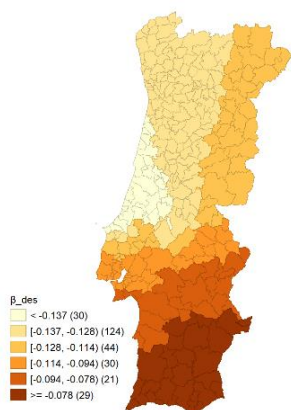 β_des
< -0.137 (30)
[-0.137, -0.128) (124)
[-0.128, -0.114) (44)
[-0.114, -0.094) (30)
[-0.094, -0.078) (21)
>= -0.078 (29)